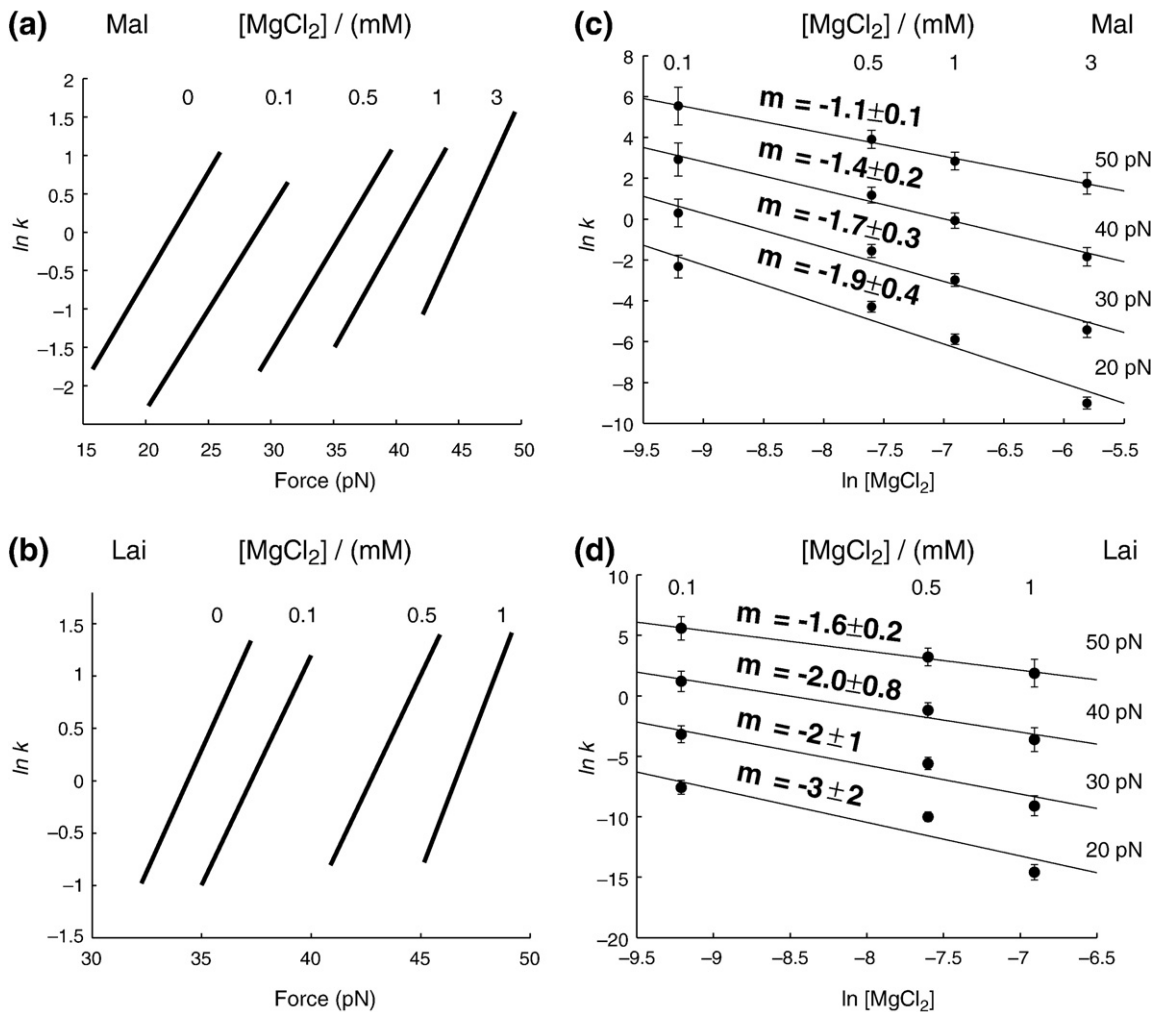 (a) Mal [MgCl2] / (mM)
0 0.1 0.5 1 3
2
1.5
1
0.5
0
−0.5
−1
−1.5
−2
ln k
15 20 25 30 35 40 45 50
Force (pN)
(c) [MgCl2] / (mM) Mal
0.1 0.5 1 3
8
6
4
2
0
−2
−4
−6
−8
−10
ln k
m = -1.1±0.1
m = -1.4±0.2
m = -1.7±0.3
m = -1.9±0.4
50 pN
40 pN
30 pN
20 pN
−9.5 −9 −8.5 −8 −7.5 −7 −6.5 −6 −5.5
ln [MgCl2]
(b) Lai [MgCl2] / (mM)
0 0.1 0.5 1
1.5
1
0.5
0
−0.5
−1
−1.5
ln k
30 35 40 45 50
Force (pN)
(d) [MgCl2] / (mM) Lai
0.1 0.5 1
10
5
0
−5
−10
−15
−20
ln k
m = -1.6±0.2
m = -2.0±0.8
m = -2±1
m = -3±2
50 pN
40 pN
30 pN
20 pN
−9.5 −9 −8.5 −8 −7.5 −7 −6.5
ln [MgCl2]